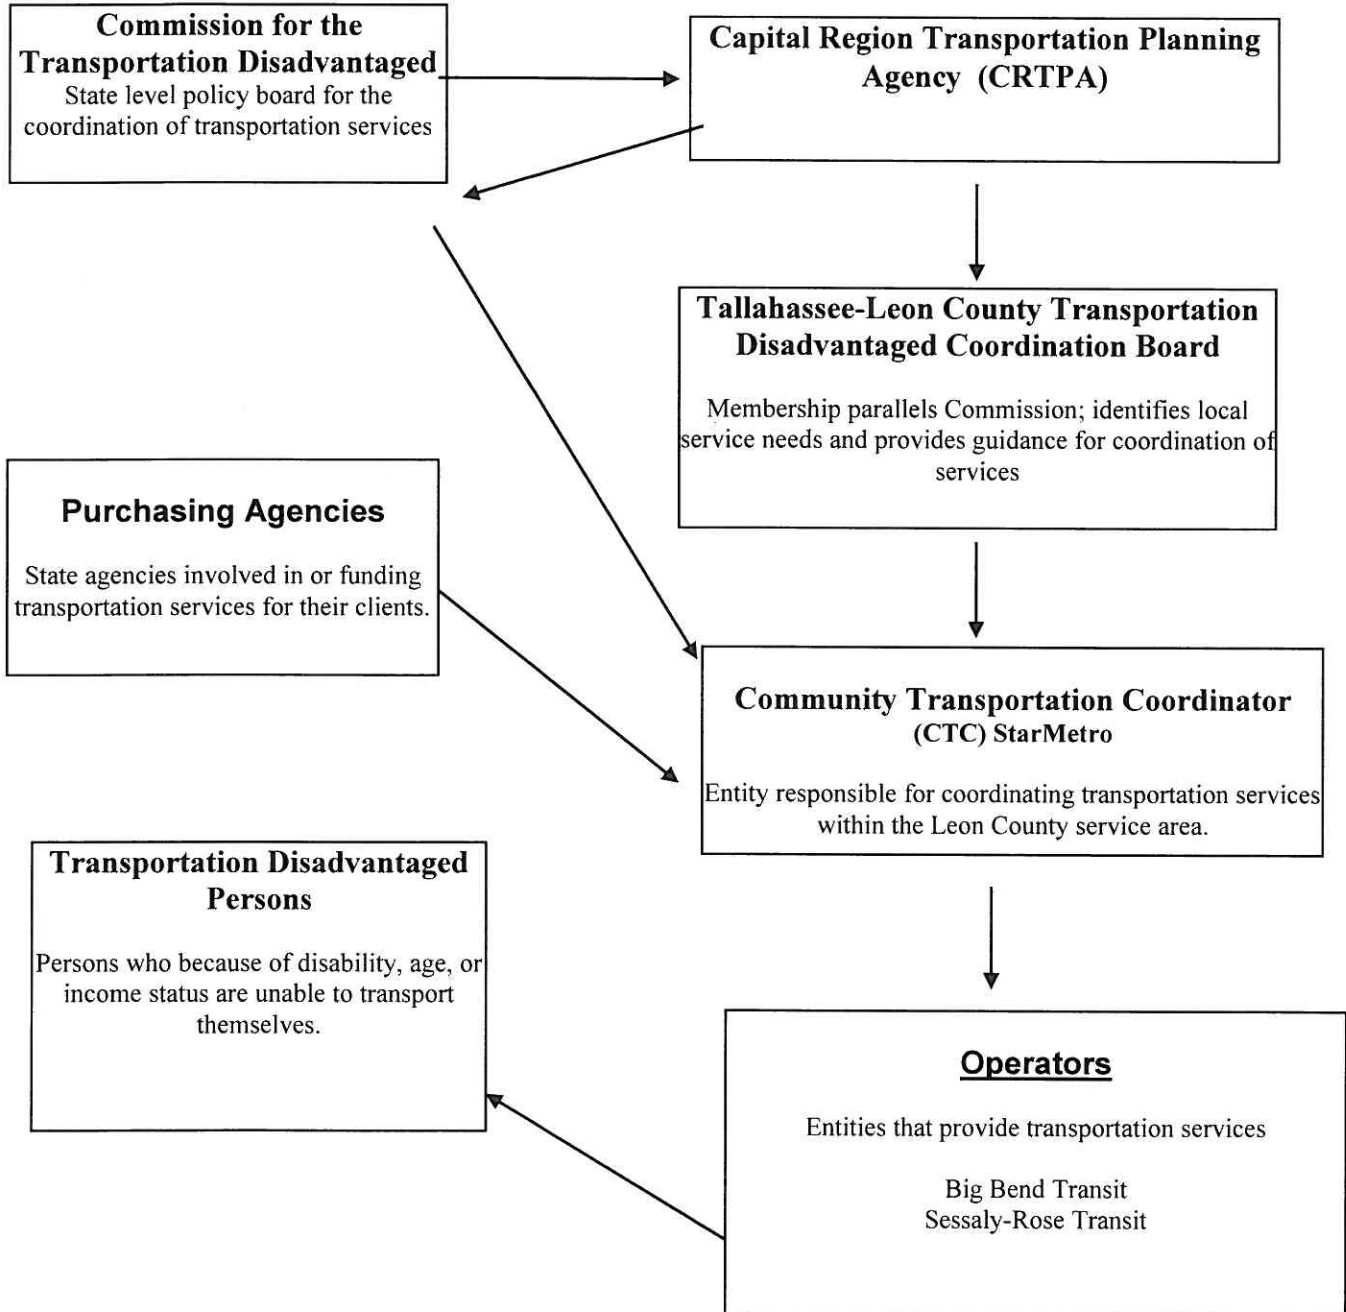 Commission for the
Transportation Disadvantaged
State level policy board for the
coordination of transportation services
Capital Region Transportation Planning
Agency (CRTPA)
Tallahassee-Leon County Transportation
Disadvantaged Coordination Board
Membership parallels Commission; identifies local
service needs and provides guidance for coordination of
services
Purchasing Agencies
State agencies involved in or funding
transportation services for their clients.
Community Transportation Coordinator
(CTC) StarMetro
Entity responsible for coordinating transportation services
within the Leon County service area.
Transportation Disadvantaged
Persons
Persons who because of disability, age, or
income status are unable to transport
themselves.
Operators
Entities that provide transportation services
Big Bend Transit
Sessaly-Rose Transit